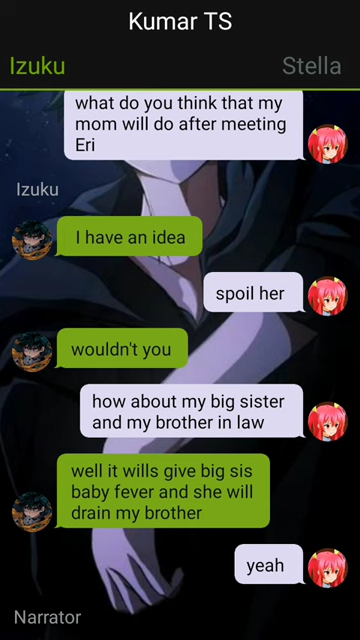 Kumar TS
Izuku Stella
what do you think that my
mom will do after meeting
Eri
Izuku
I have an idea
spoil her
wouldn't you
how about my big sister
and my brother in law
well it wills give big sis
baby fever and she will
drain my brother
yeah
Narrator